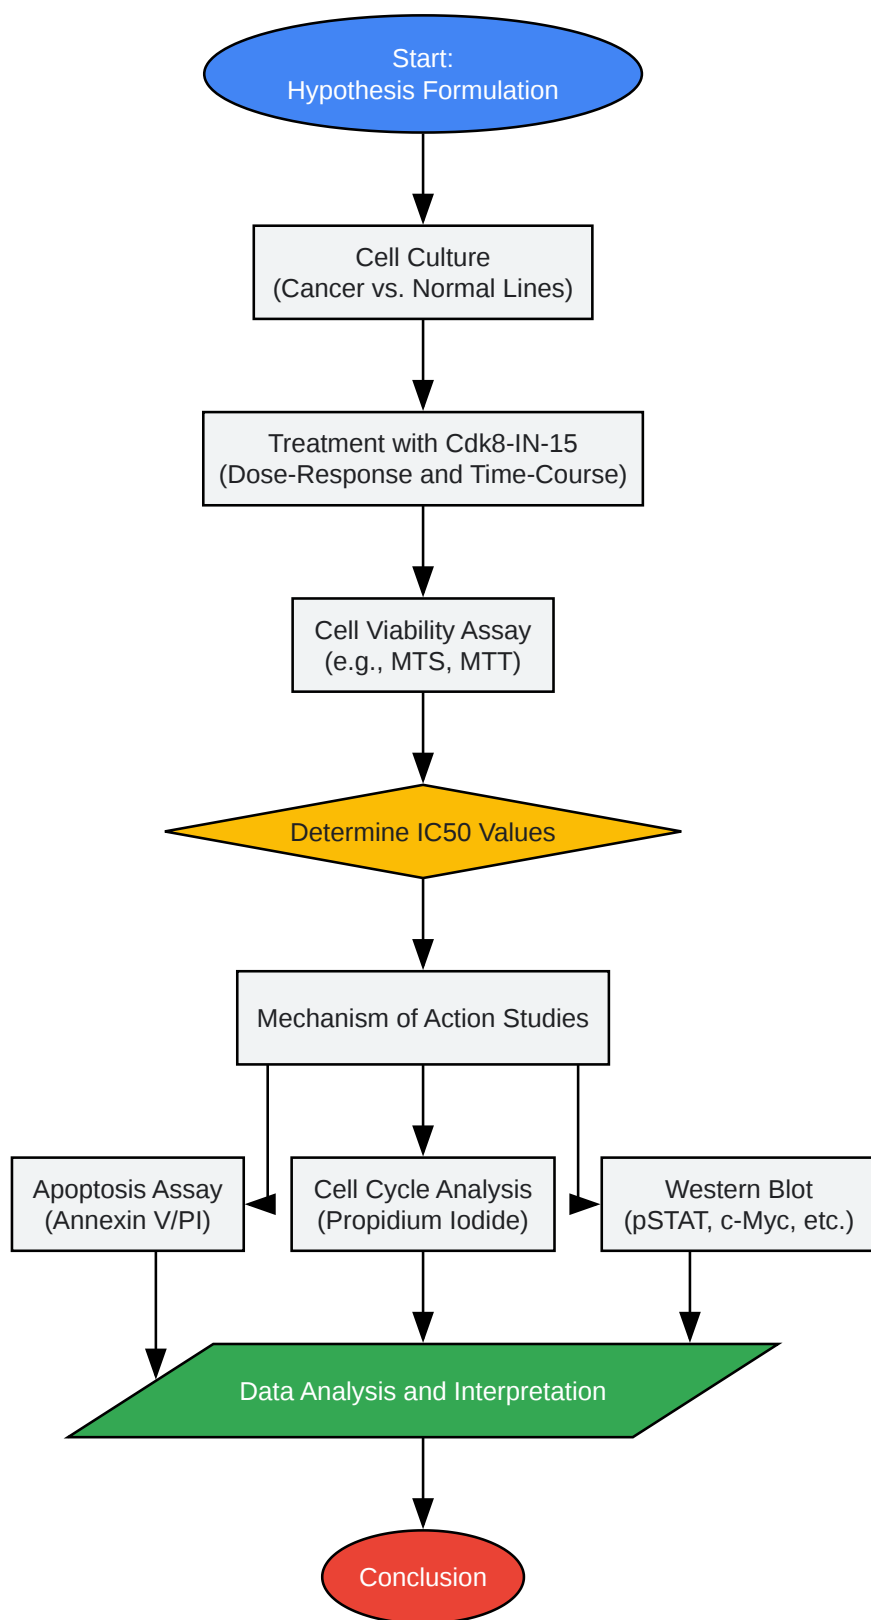 Start:
Hypothesis Formulation
Cell Culture
(Cancer vs. Normal Lines)
Treatment with Cdk8-IN-15
(Dose-Response and Time-Course)
Cell Viability Assay
(e.g., MTS, MTT)
Determine IC50 Values
Mechanism of Action Studies
Apoptosis Assay
(Annexin V/PI)
Cell Cycle Analysis
(Propidium Iodide)
Western Blot
(pSTAT, c-Myc, etc.)
Data Analysis and Interpretation
Conclusion